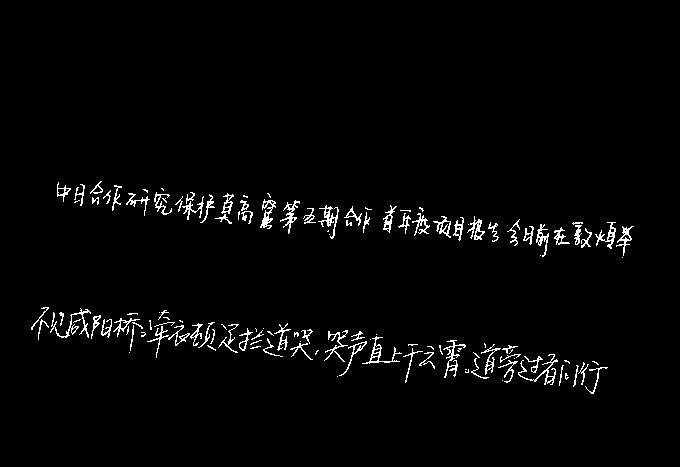 中日合作研究保护莫高窟第五期合作首年度项目报告会日前在敦煌举
不见咸阳桥;牵衣顿足拦道哭,哭声直上干云霄。道旁过者问行